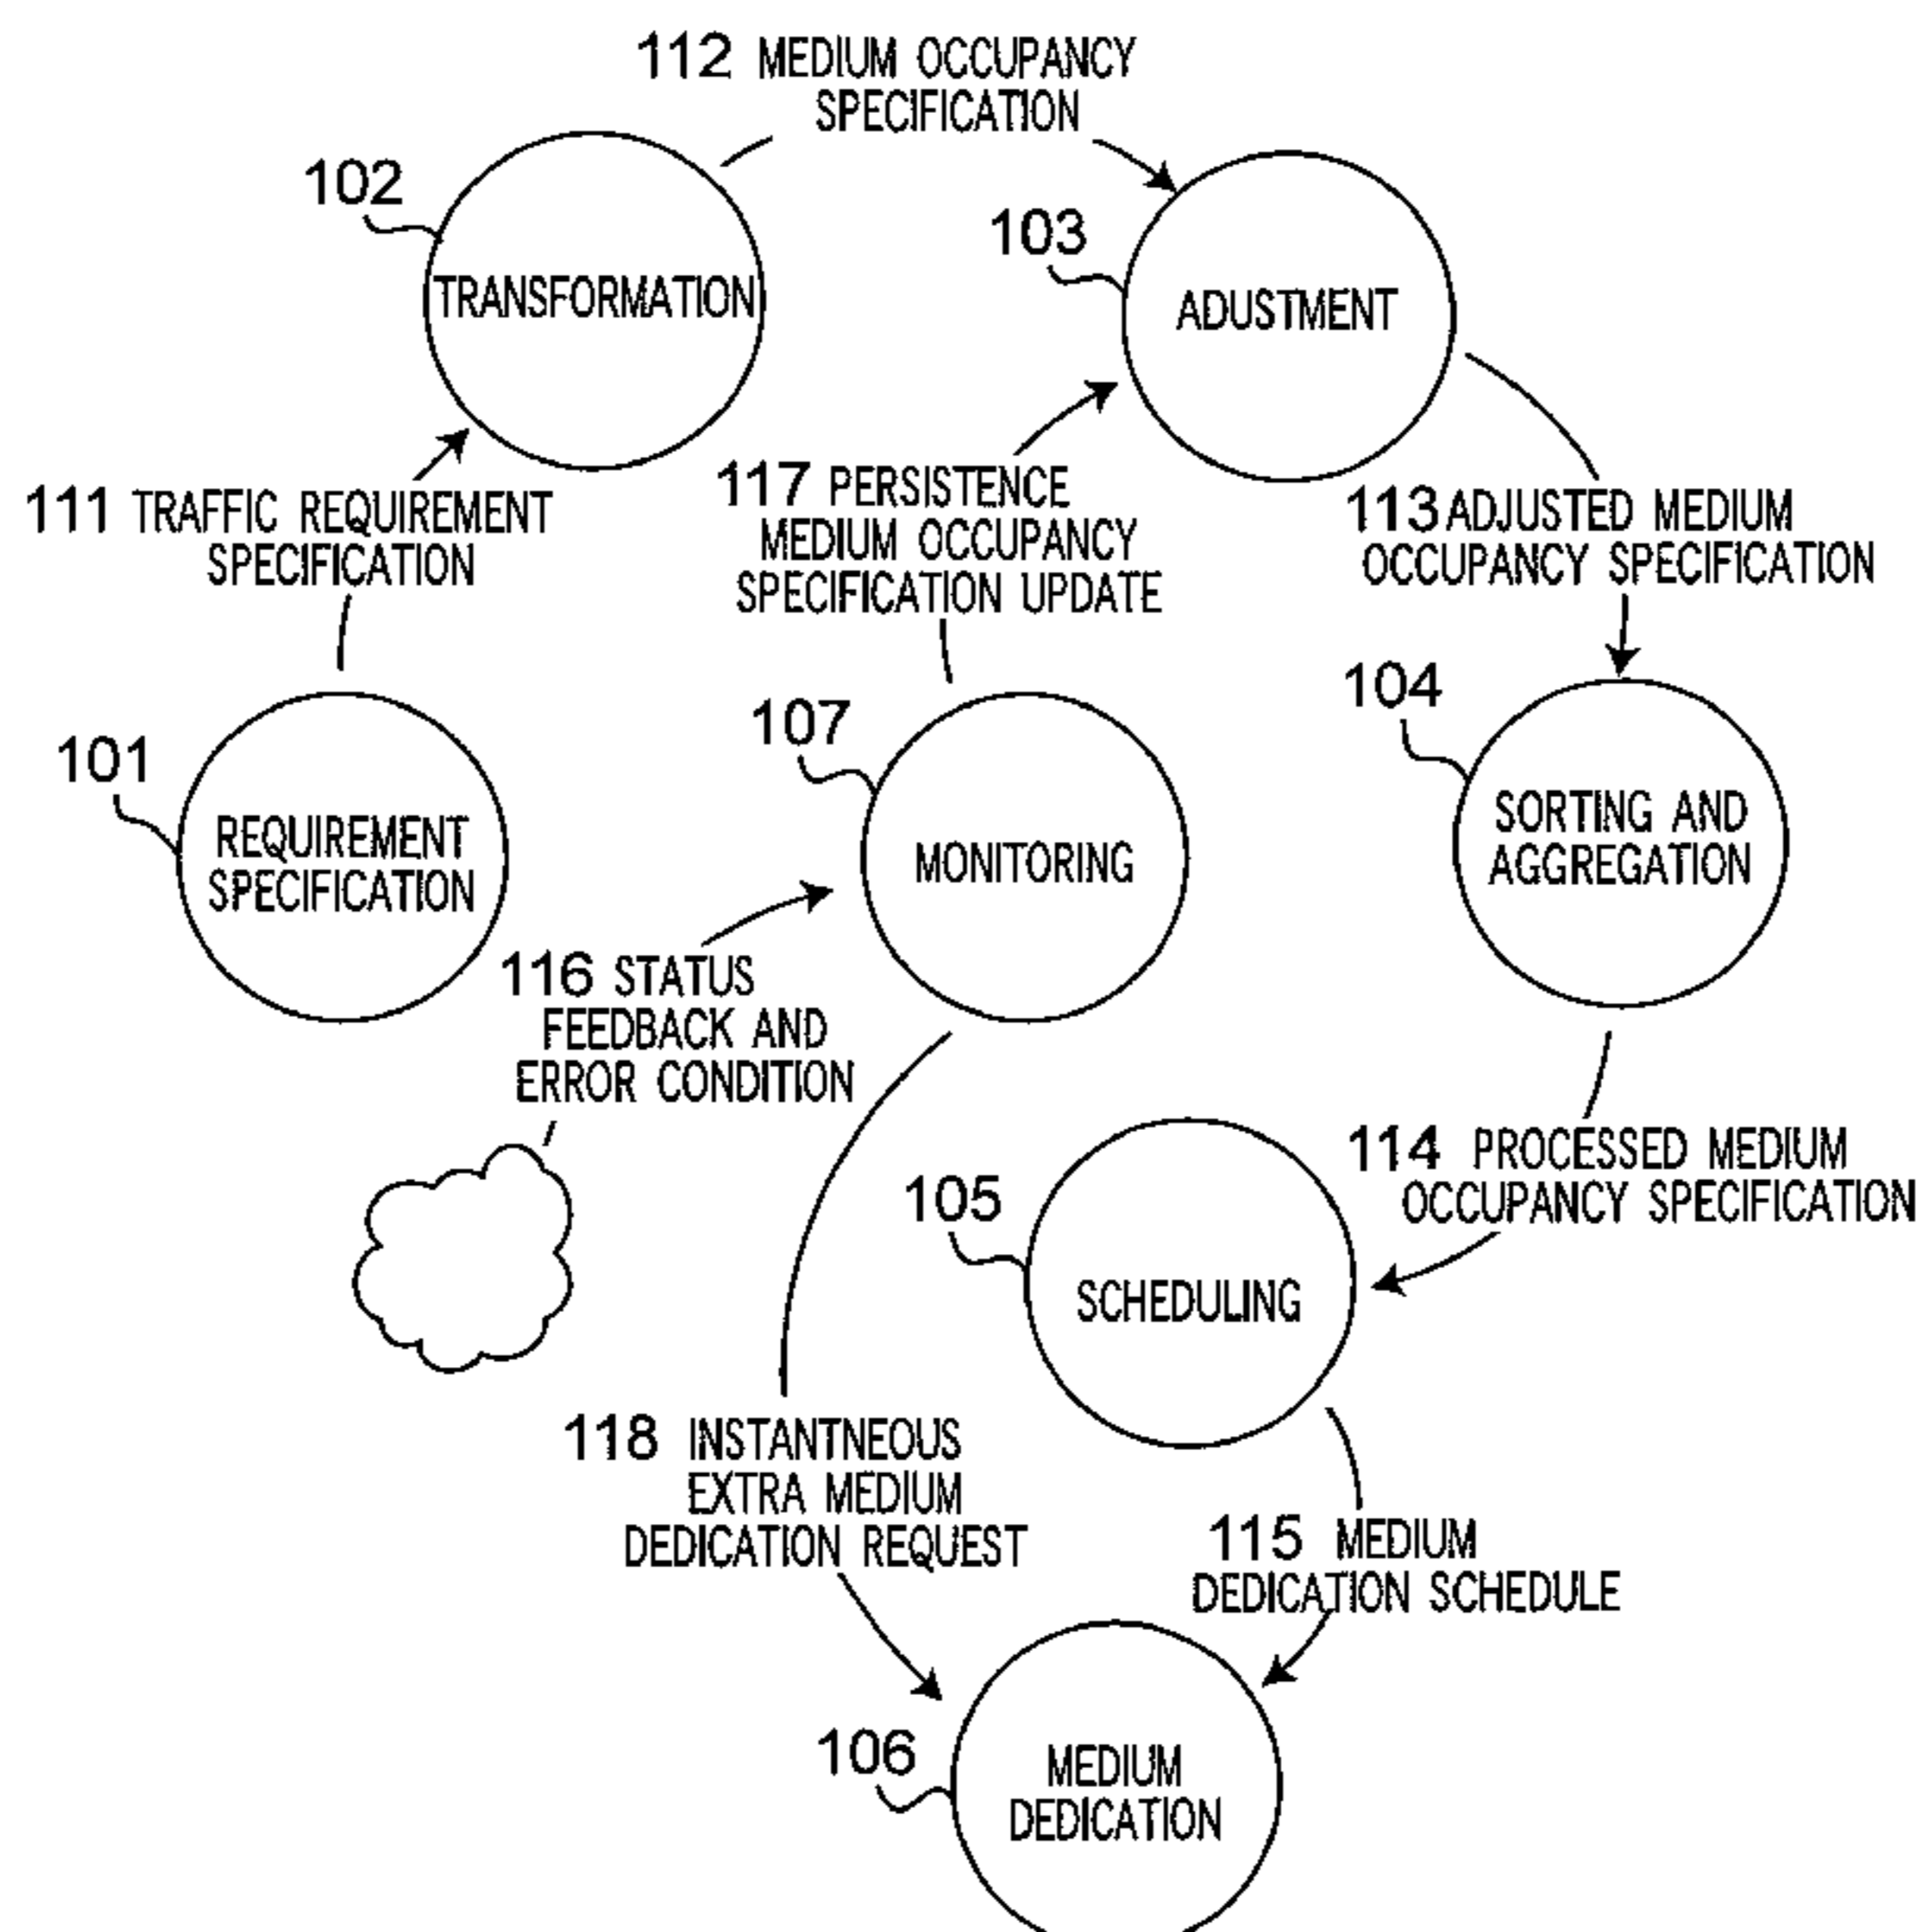 112 MEDIUM OCCUPANCY
SPECIFICATION
102
TRANSFORMATION
103
ADUSTMENT
111 TRAFFIC REQUIREMENT
SPECIFICATION
117 PERSISTENCE
MEDIUM OCCUPANCY
SPECIFICATION UPDATE
113 ADJUSTED MEDIUM
OCCUPANCY SPECIFICATION
101
REQUIREMENT
SPECIFICATION
107
MONITORING
104
SORTING AND
AGGREGATION
116 STATUS
FEEDBACK AND
ERROR CONDITION
105
SCHEDULING
114 PROCESSED MEDIUM
OCCUPANCY SPECIFICATION
118 INSTANTNEOUS
EXTRA MEDIUM
DEDICATION REQUEST
115 MEDIUM
DEDICATION SCHEDULE
106
MEDIUM
DEDICATION